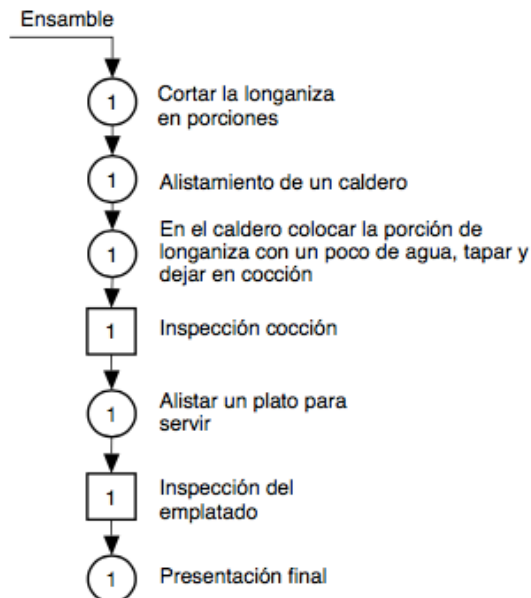 Ensamble
1
Cortar la longaniza
en porciones
1
Alistamiento de un caldero
1
En el caldero colocar la porción de
longaniza con un poco de agua, tapar y
dejar en cocción
1
Inspección cocción
1
Alistar un plato para
servir
1
Inspección del
emplatado
1
Presentación final